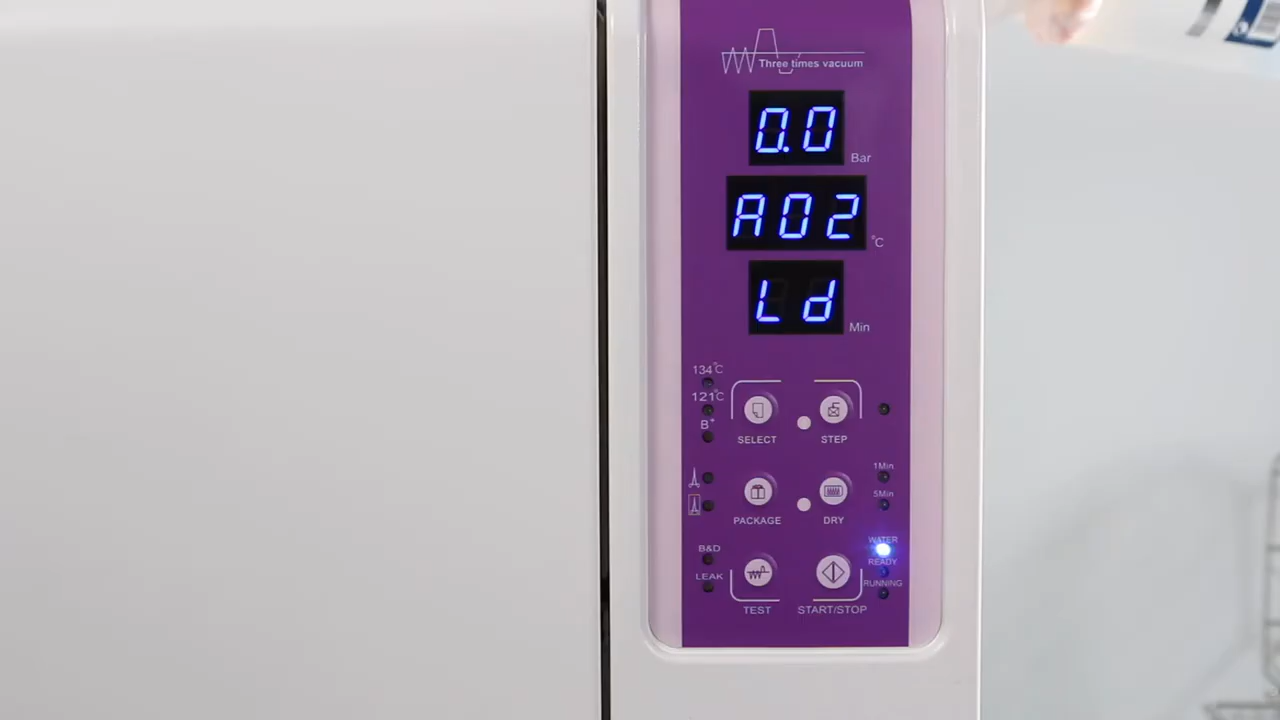 Three times vacuum
0.0
Bar
A02
°C
Ld
Min
134°C
121°C
B+
SELECT
STEP
1Min
5Min
PACKAGE
DRY
WATER
B&D
READY
LEAK
RUNNING
TEST
START/STOP